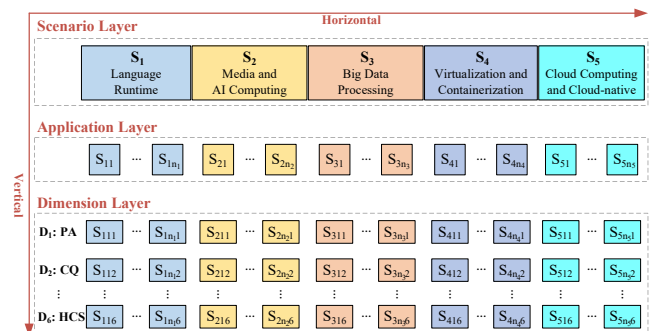 Horizontal
Scenario Layer
S1 S2 S3 S4 S5
Language Media and Big Data Virtualization and Cloud Computing
Runtime AI Computing Processing Containerization and Cloud-native
Application Layer
S11 ... S1n1 S21 ... S2n2 S31 ... S3n3 S41 ... S4n4 S51 ... S5n5
Vertical
Dimension Layer
D1: PA S111 ... S1n11 S211 ... S2n21 S311 ... S3n31 S411 ... S4n41 S511 ... S5n51
D2: CQ S112 ... S1n12 S212 ... S2n22 S312 ... S3n32 S412 ... S4n42 S512 ... S5n52
⋮ ⋮ ⋮ ⋮ ⋮ ⋮
D6: HCS S116 ... S1n16 S216 ... S2n26 S316 ... S3n36 S416 ... S4n46 S516 ... S5n56